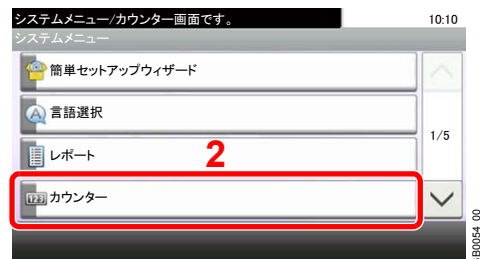 システムメニュー/カウンター画面です。
10:10
システムメニュー
簡単セットアップウィザード
言語選択
1/5
レポート
2
123 カウンター
B0054_00